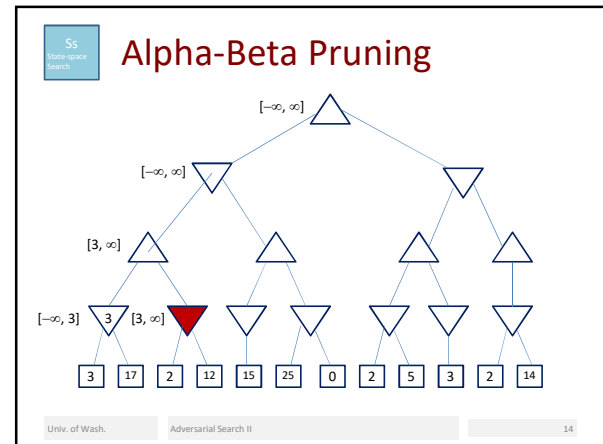 Ss
State-space
Search
Alpha-Beta Pruning
[−∞, ∞]
[−∞, ∞]
[3, ∞]
[−∞, 3] 3 [3, ∞]
3 17 2 12 15 25 0 2 5 3 2 14
Univ. of Wash. Adversarial Search II 14